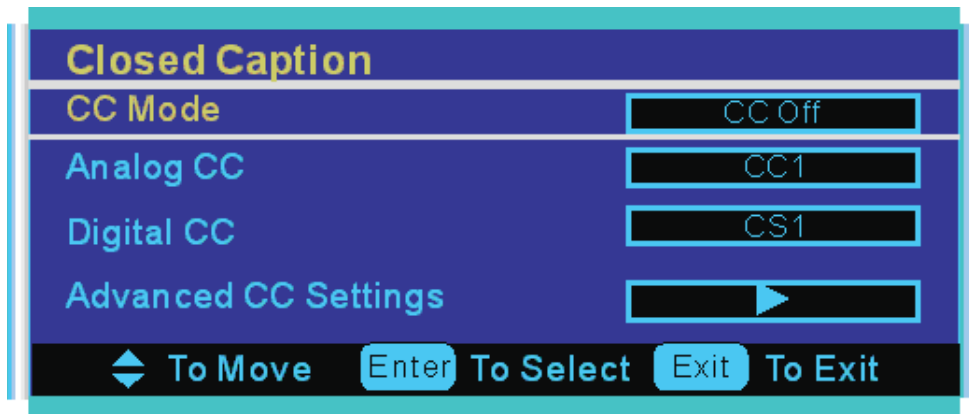 Closed Caption
CC Mode CC Off
Analog CC CC1
Digital CC CS1
Advanced CC Settings
To Move Enter To Select Exit To Exit